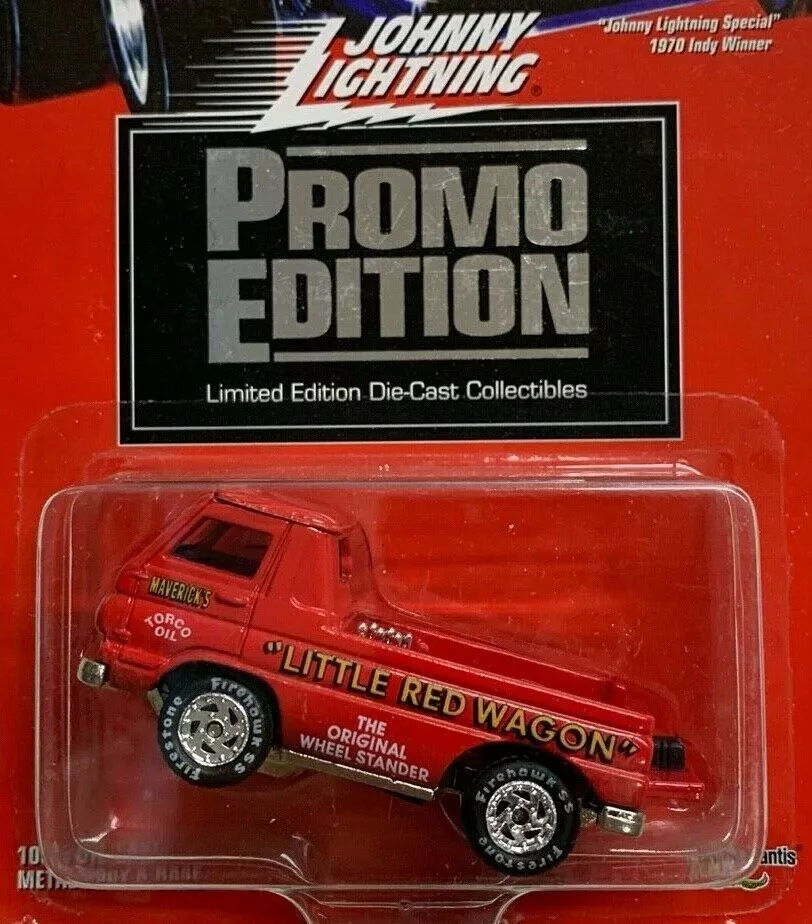 JOHNNY
LIGHTNING®
"Johnny Lightning Special"
1970 Indy Winner
PROMO
EDITION
Limited Edition Die-Cast Collectibles
MAVERICK'S
TORCO
OIL
"LITTLE RED WAGON"
THE
ORIGINAL
WHEEL STANDER
Firehawk SS
Firestone
Firehawk SS
Firestone